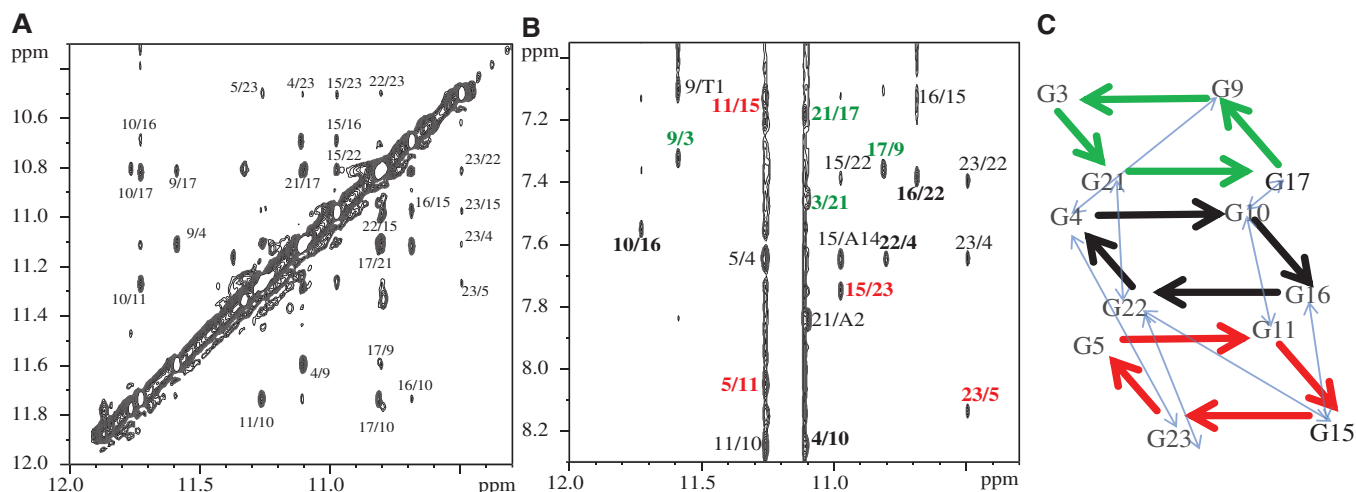 A
ppm
10.6
10.8
11.0
11.2
11.4
11.6
11.8
12.0
12.0
11.5
11.0
ppm
5/23
4/23
15/23
22/23
10/16
15/16
10/17
9/17
21/17
15/22
23/22
16/15
23/15
9/4
22/15
23/4
17/21
10/11
23/5
17/9
4/9
16/10
11/10
17/10
B
ppm
7.2
7.4
7.6
7.8
8.0
8.2
12.0
11.5
11.0
ppm
9/T1
11/15
21/17
16/15
9/3
15/22
17/9
23/22
16/22
3/21
10/16
5/4
15/A14
22/4
23/4
15/23
21/A2
5/11
23/5
11/10
4/10
C
G3
G9
G21
G17
G4
G10
G22
G16
G5
G11
G23
G15